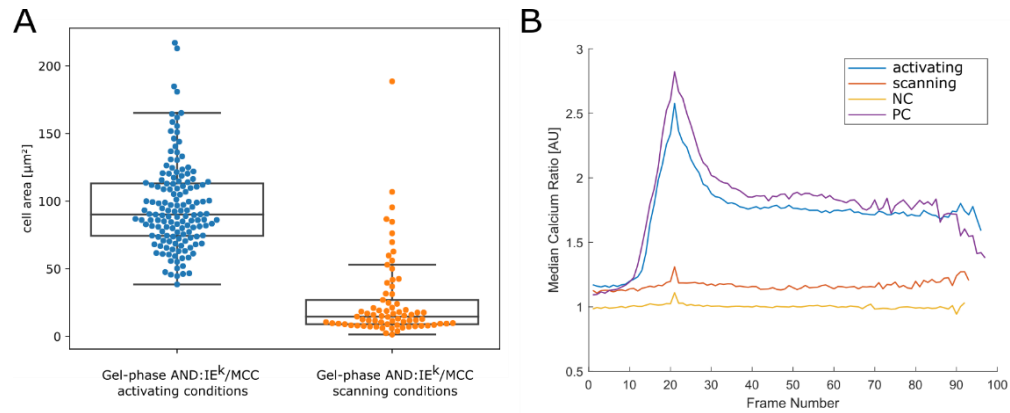 A
cell area [µm²]
200
150
100
50
0
Gel-phase AND:IEᵏ/MCC
activating conditions
Gel-phase AND:IEᵏ/MCC
scanning conditions
B
Median Calcium Ratio [AU]
3
2.5
2
1.5
1
0.5
0 10 20 30 40 50 60 70 80 90 100
Frame Number
activating
scanning
NC
PC